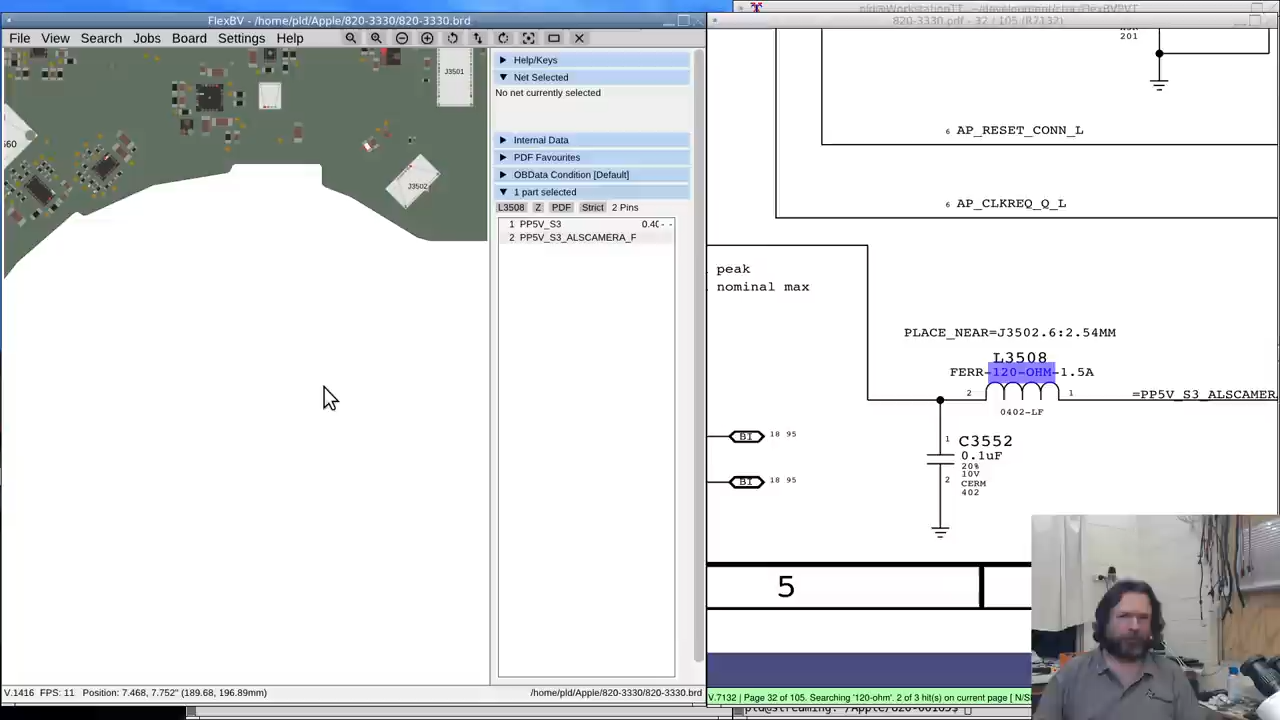 FlexBV - /home/pld/Apple/820-3330/820-3330.brd
File View Search Jobs Board Settings Help
J3501
J3502
Help/Keys
Net Selected
No net currently selected
Internal Data
PDF Favourites
OBData Condition [Default]
1 part selected
L3508 Z PDF Strict 2 Pins
1 PP5V_S3
2 PP5V_S3_ALSCAMERA_F
V.1416 FPS: 11 Position: 7.468, 7.752" (189.68, 196.89mm)
/home/pld/Apple/820-3330/820-3330.brd
820-3330.pdf - 32 / 105 (R7132)
201
6 AP_RESET_CONN_L
6 AP_CLKREQ_Q_L
peak
nominal max
PLACE_NEAR=J3502.6:2.54MM
L3508
FERR-120-OHM-1.5A
2
1
=PP5V_S3_ALSCAMER
0402-LF
BI 18 95
BI 18 95
1
C3552
0.1uF
20%
10V
2
CERM
402
5
V.7132 | Page 32 of 105. Searching '120-ohm'. 2 of 3 hit(s) on current page [ N/S